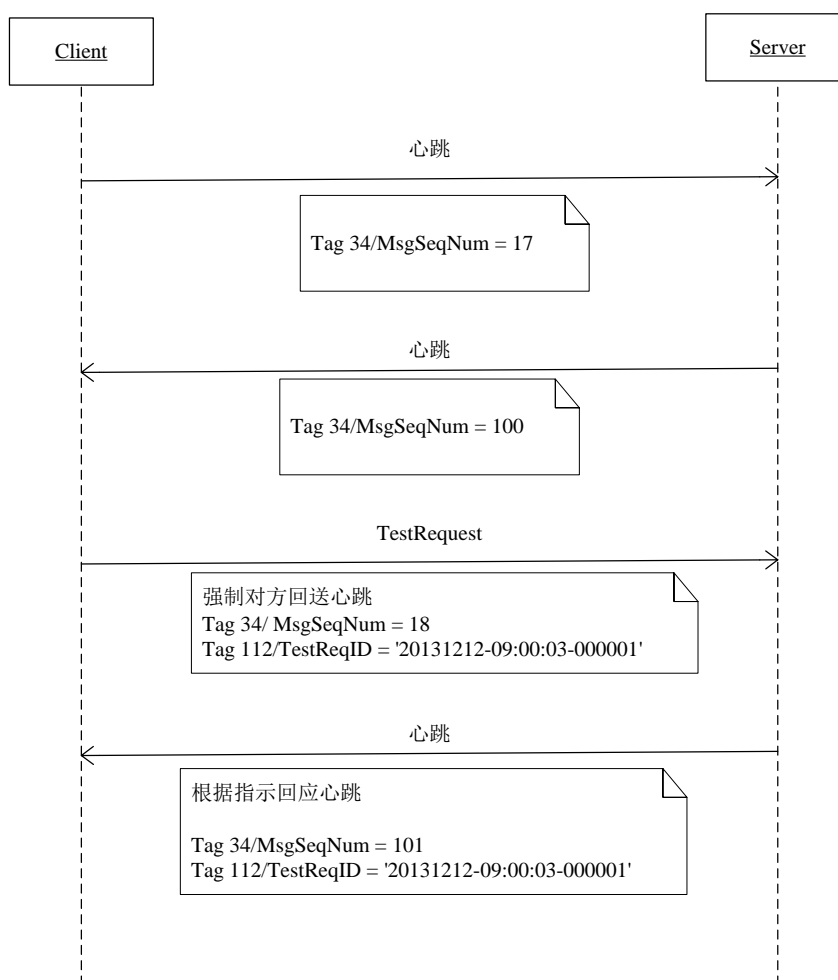 Client
Server
心跳
Tag 34/MsgSeqNum = 17
心跳
Tag 34/MsgSeqNum = 100
TestRequest
强制对方回送心跳
Tag 34/ MsgSeqNum = 18
Tag 112/TestReqID = '20131212-09:00:03-000001'
心跳
根据指示回应心跳
Tag 34/MsgSeqNum = 101
Tag 112/TestReqID = '20131212-09:00:03-000001'